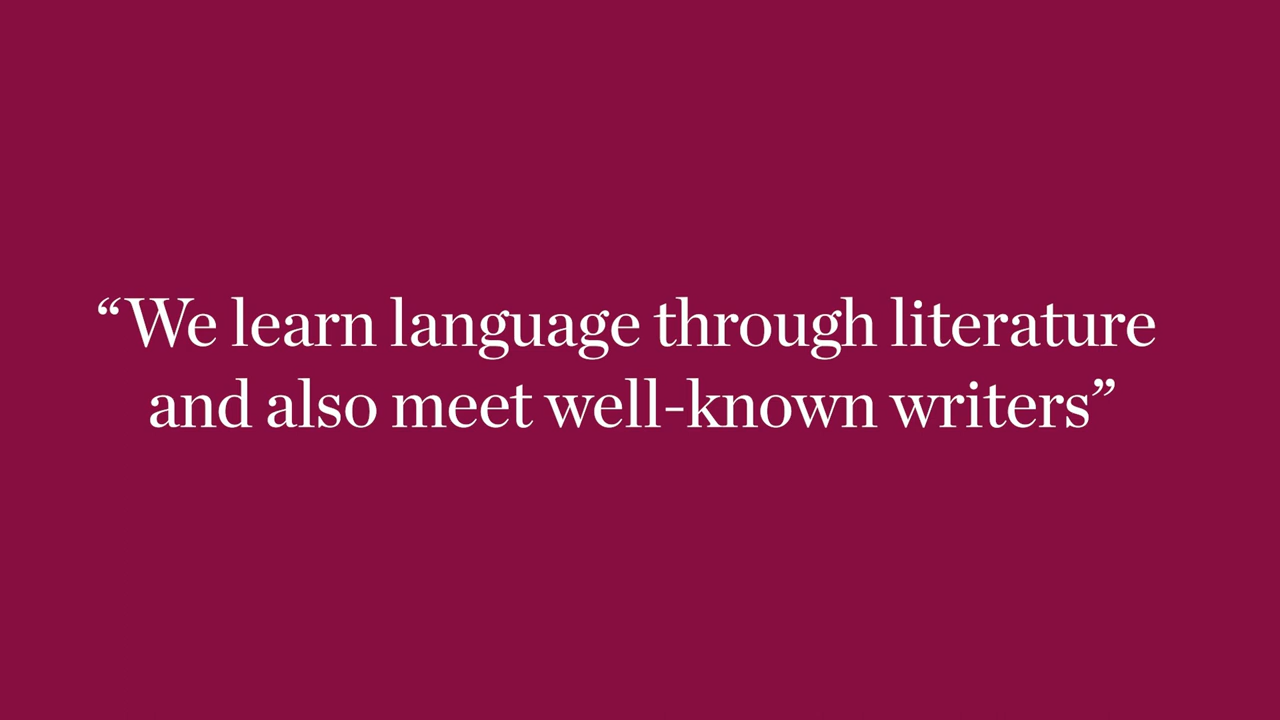 “We learn language through literature
and also meet well-known writers”